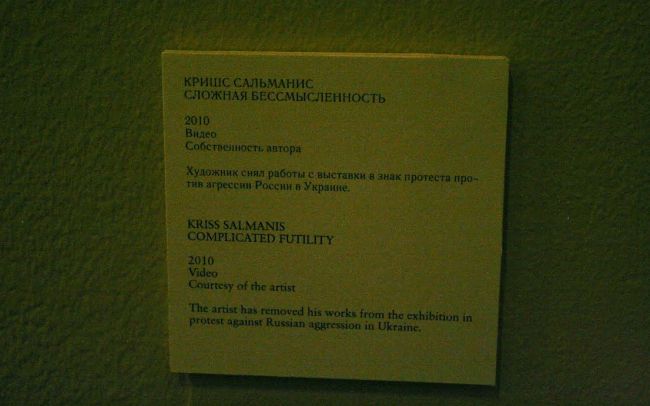 КРИШС САЛЬМАНИС
СЛОЖНАЯ БЕССМЫСЛЕННОСТЬ
2010
Видео
Собственность автора
Художник снял работы с выставки в знак протеста про-
тив агрессии России в Украине.
KRISS SALMANIS
COMPLICATED FUTILITY
2010
Video
Courtesy of the artist
The artist has removed his works from the exhibition in
protest against Russian aggression in Ukraine.